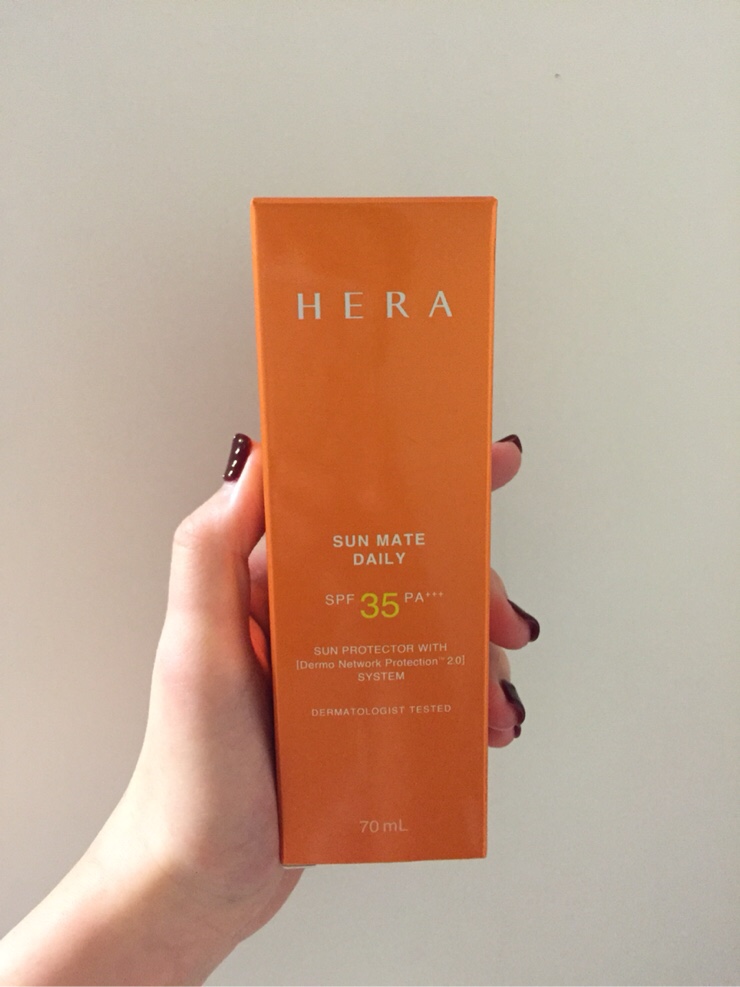 HERA
SUN MATE
DAILY
SPF 35 PA+++
SUN PROTECTOR WITH
[Dermo Network Protection™ 2.0]
SYSTEM
DERMATOLOGIST TESTED
70 mL